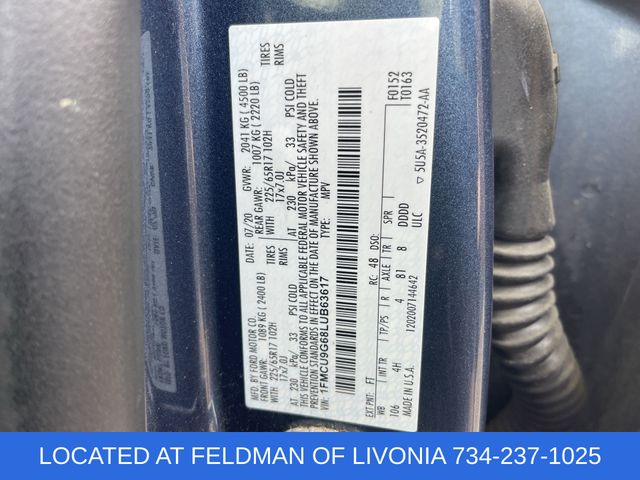 MFD. BY FORD MOTOR CO.
DATE: 07/20 GVWR: 2041 KG ( 4500 LB)
FRONT GAWR: 1089 KG ( 2400 LB) REAR GAWR: 1007 KG ( 2220 LB)
WITH 225/65R17 102H TIRES WITH 225/65R17 102H TIRES
17x7.0J RIMS 17x7.0J RIMS
AT 230 kPa/ 33 PSI COLD AT 230 kPa/ 33 PSI COLD
THIS VEHICLE CONFORMS TO ALL APPLICABLE FEDERAL MOTOR VEHICLE SAFETY AND THEFT
PREVENTION STANDARDS IN EFFECT ON THE DATE OF MANUFACTURE SHOWN ABOVE.
VIN: 1FMCU9G68LUB63617 TYPE: MPV
F0152
T0163
EXT PNT: FT RC: 48 DSO:
WB INT TR TP/PS R AXLE TR SPR
106 4H 4 81 8 DDDD
MADE IN U.S.A. 1202007144642 ULC
5U5A-3520472-AA
LOCATED AT FELDMAN OF LIVONIA 734-237-1025